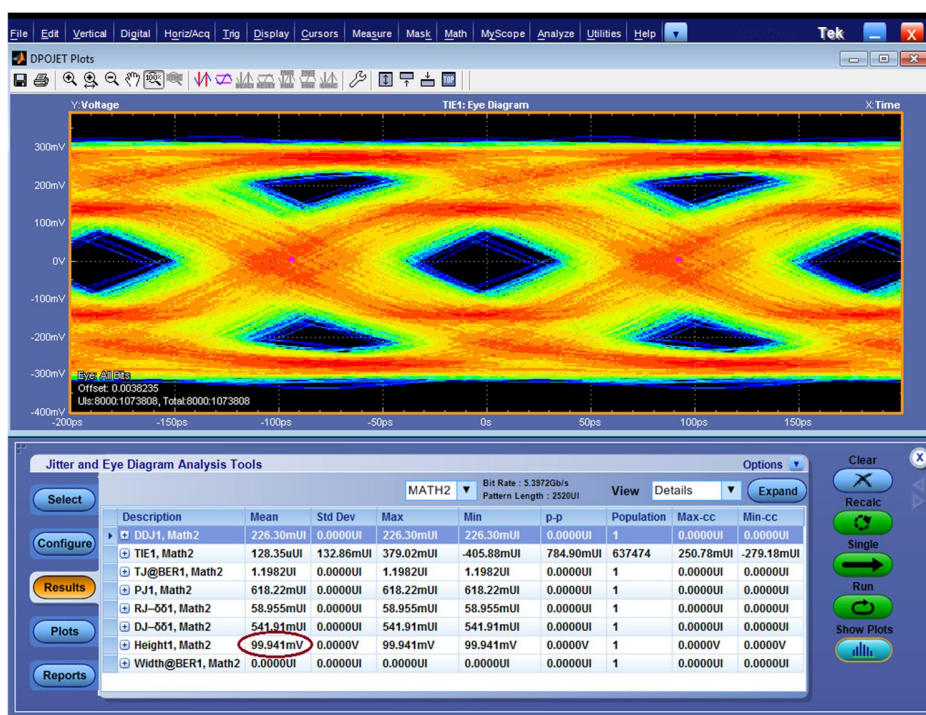 File Edit Vertical Digital Horiz/Acq Trig Display Cursors Measure Mask Math MyScope Analyze Utilities Help Tek X
DPOJET Plots
100% TOP
Y:Voltage TIE1: Eye Diagram X:Time
300mV
200mV
100mV
0V
-100mV
-200mV
-300mV
-400mV
Eye: All Bits
Offset: 0.0038235
UIs:8000:1073808, Total:8000:1073808
-200ps -150ps -100ps -50ps 0s 50ps 100ps 150ps
Jitter and Eye Diagram Analysis Tools Options Clear X
Select MATH2 Bit Rate : 5.3972Gb/s View Details Expand
Pattern Length : 2520UI
Recalc
Description Mean Std Dev Max Min p-p Population Max-cc Min-cc
DDJ1, Math2 226.30mUI 0.0000UI 226.30mUI 226.30mUI 0.0000UI 1 0.0000UI 0.0000UI
Configure TIE1, Math2 128.35uUI 132.86mUI 379.02mUI -405.88mUI 784.90mUI 637474 250.78mUI -279.18mUI Single
TJ@BER1, Math2 1.1982UI 0.0000UI 1.1982UI 1.1982UI 0.0000UI 1 0.0000UI 0.0000UI
Results PJ1, Math2 618.22mUI 0.0000UI 618.22mUI 618.22mUI 0.0000UI 1 0.0000UI 0.0000UI Run
RJ–δδ1, Math2 58.955mUI 0.0000UI 58.955mUI 58.955mUI 0.0000UI 1 0.0000UI 0.0000UI
Plots DJ–δδ1, Math2 541.91mUI 0.0000UI 541.91mUI 541.91mUI 0.0000UI 1 0.0000UI 0.0000UI Show Plots
Height1, Math2 99.941mV 0.0000V 99.941mV 99.941mV 0.0000V 1 0.0000V 0.0000V
Width@BER1, Math2 0.0000UI 0.0000UI 0.0000UI 0.0000UI 0.0000UI 1 0.0000UI 0.0000UI
Reports